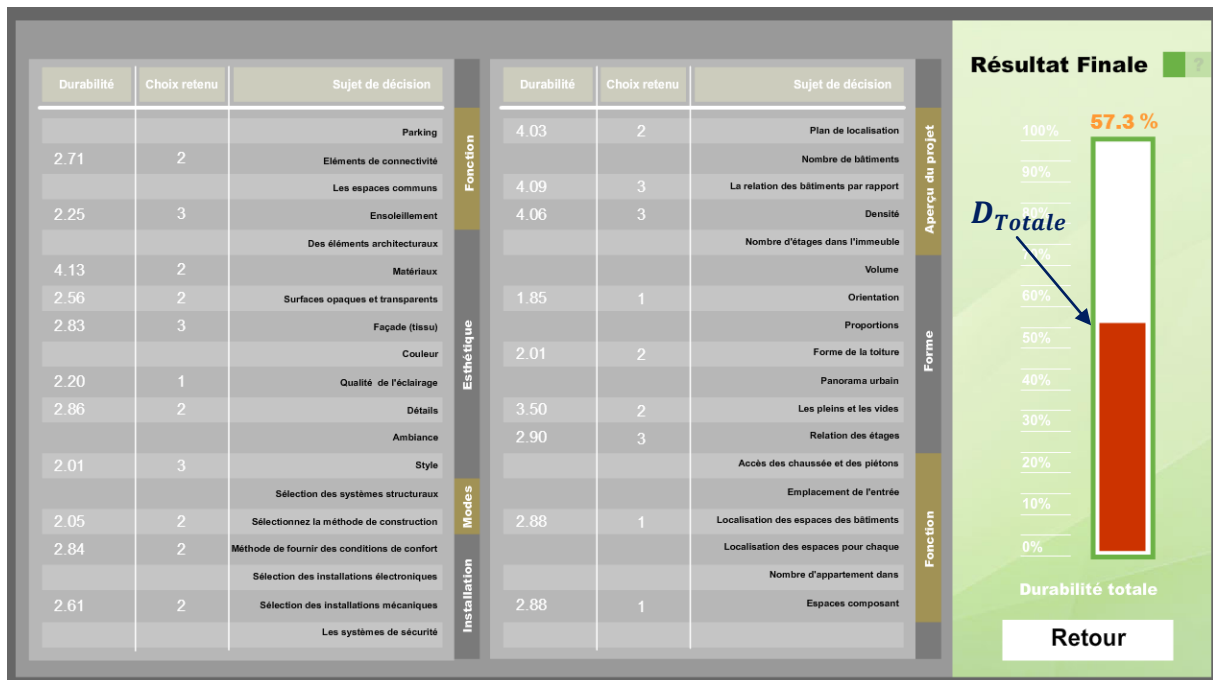 Durabilité Choix retenu Sujet de décision
Parking
2.71 2 Eléments de connectivité
Les espaces communs
2.25 3 Ensoleillement
Fonction
Des éléments architecturaux
4.13 2 Matériaux
2.56 2 Surfaces opaques et transparents
2.83 3 Façade (tissu)
Couleur
2.20 1 Qualité de l'éclairage
2.86 2 Détails
Ambiance
2.01 3 Style
Esthétique
Sélection des systèmes structuraux
2.05 2 Sélectionnez la méthode de construction
Modes
2.84 2 Méthode de fournir des conditions de confort
Sélection des installations électroniques
2.61 2 Sélection des installations mécaniques
Les systèmes de sécurité
Installation
Durabilité Choix retenu Sujet de décision
4.03 2 Plan de localisation
Nombre de bâtiments
4.09 3 La relation des bâtiments par rapport
4.06 3 Densité
Nombre d'étages dans l'immeuble
Aperçu du projet
Volume
1.85 1 Orientation
Proportions
2.01 2 Forme de la toiture
Panorama urbain
3.50 2 Les pleins et les vides
2.90 3 Relation des étages
Forme
Accès des chaussée et des piétons
Emplacement de l'entrée
2.88 1 Localisation des espaces des bâtiments
Localisation des espaces pour chaque
Nombre d'appartement dans
2.88 1 Espaces composant
Fonction
Résultat Finale ?
57.3 %
100%
90%
D Totale
60%
50%
40%
30%
20%
10%
0%
Durabilité totale
Retour